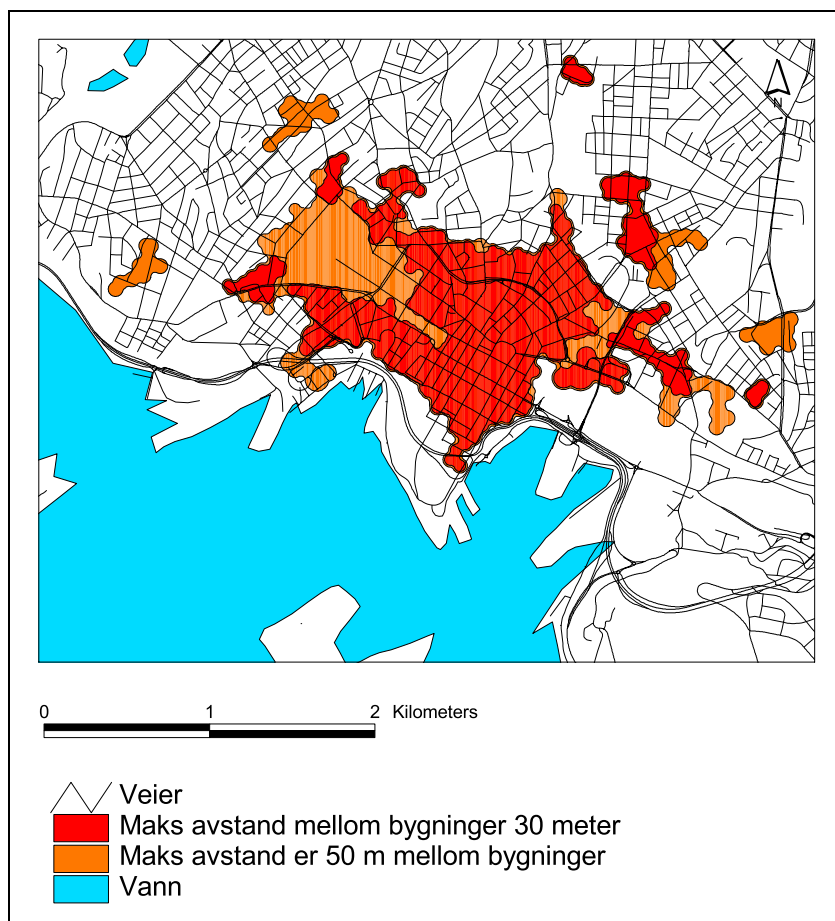 N
0 1 2 Kilometers
Veier
Maks avstand mellom bygninger 30 meter
Maks avstand er 50 m mellom bygninger
Vann